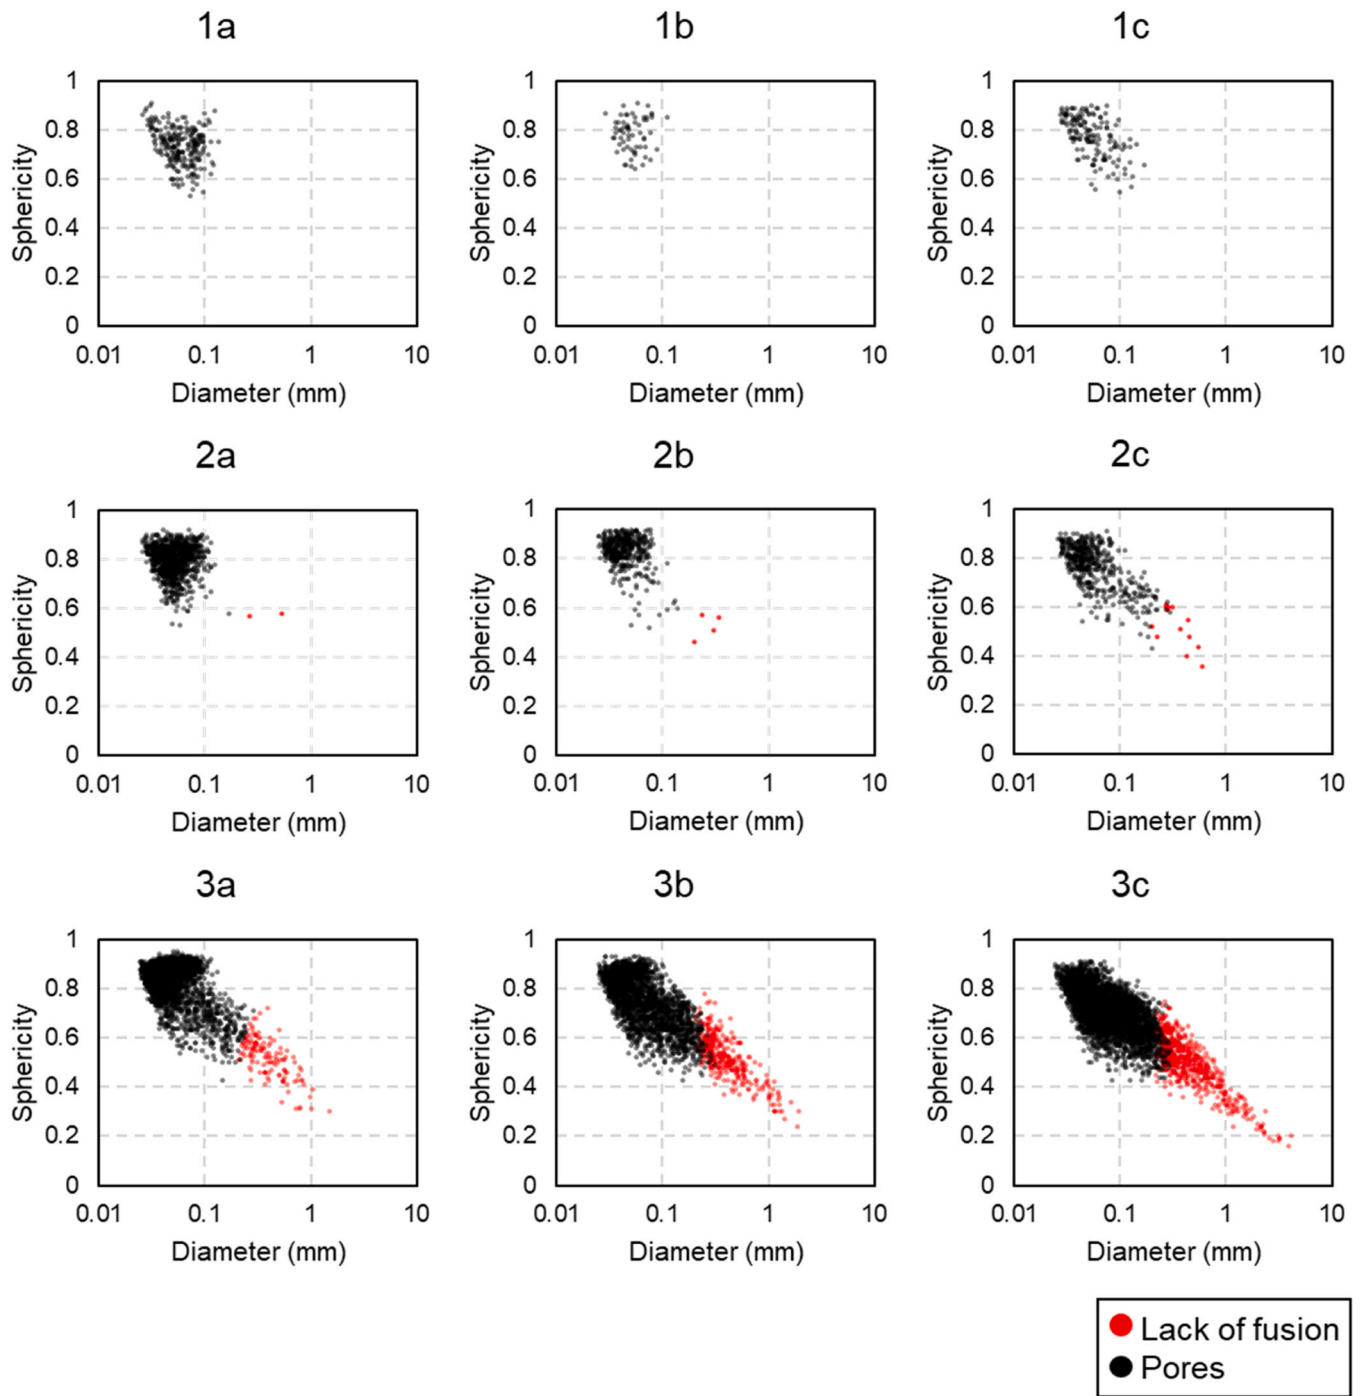 1a 1b 1c
1 1 1
0.8 0.8 0.8
0.6 0.6 0.6
0.4 0.4 0.4
0.2 0.2 0.2
0 0 0
Sphericity Sphericity Sphericity
0.01 0.1 1 10 0.01 0.1 1 10 0.01 0.1 1 10
Diameter (mm) Diameter (mm) Diameter (mm)
2a 2b 2c
1 1 1
0.8 0.8 0.8
0.6 0.6 0.6
0.4 0.4 0.4
0.2 0.2 0.2
0 0 0
Sphericity Sphericity Sphericity
0.01 0.1 1 10 0.01 0.1 1 10 0.01 0.1 1 10
Diameter (mm) Diameter (mm) Diameter (mm)
3a 3b 3c
1 1 1
0.8 0.8 0.8
0.6 0.6 0.6
0.4 0.4 0.4
0.2 0.2 0.2
0 0 0
Sphericity Sphericity Sphericity
0.01 0.1 1 10 0.01 0.1 1 10 0.01 0.1 1 10
Diameter (mm) Diameter (mm) Diameter (mm)
Lack of fusion
Pores